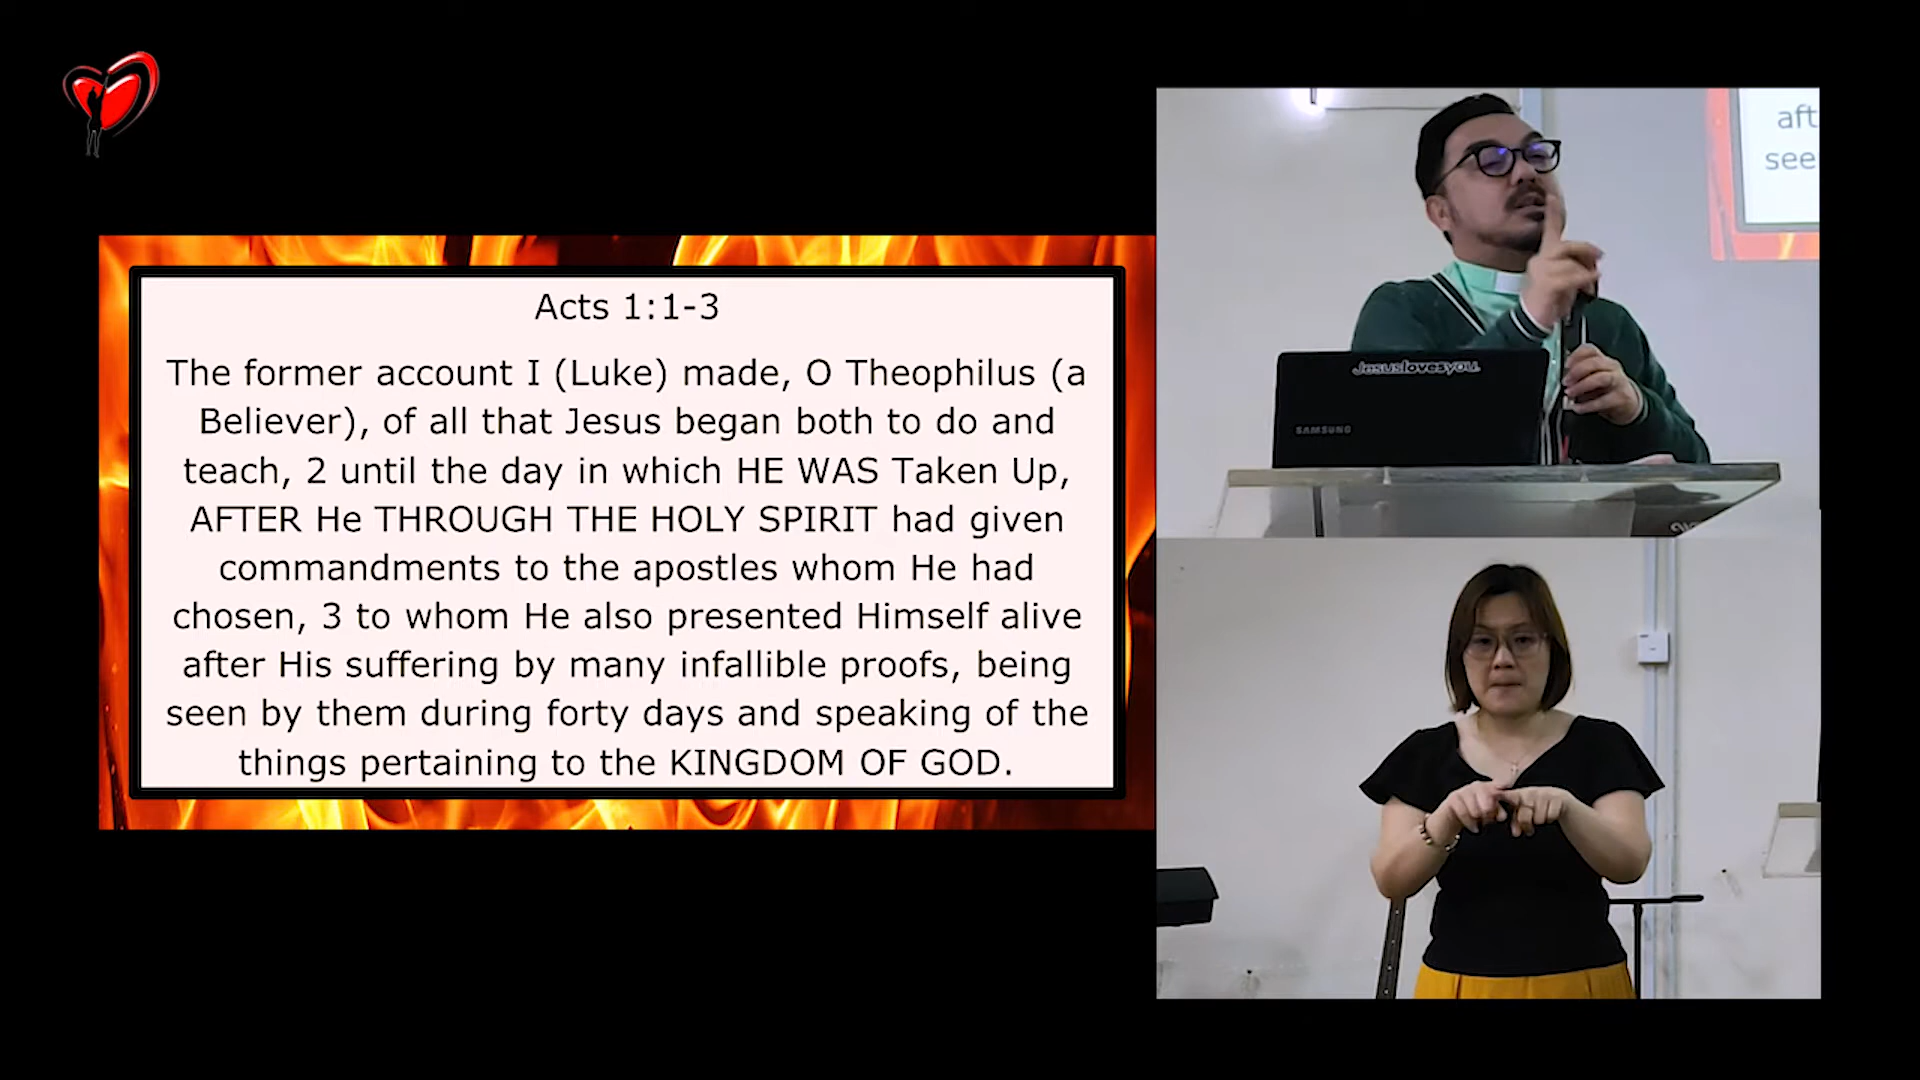 Acts 1:1-3
The former account I (Luke) made, O Theophilus (a
Believer), of all that Jesus began both to do and
teach, 2 until the day in which HE WAS Taken Up,
AFTER He THROUGH THE HOLY SPIRIT had given
commandments to the apostles whom He had
chosen, 3 to whom He also presented Himself alive
after His suffering by many infallible proofs, being
seen by them during forty days and speaking of the
things pertaining to the KINGDOM OF GOD.
aft
see
Jesuslovesyou.
SAMSUNG